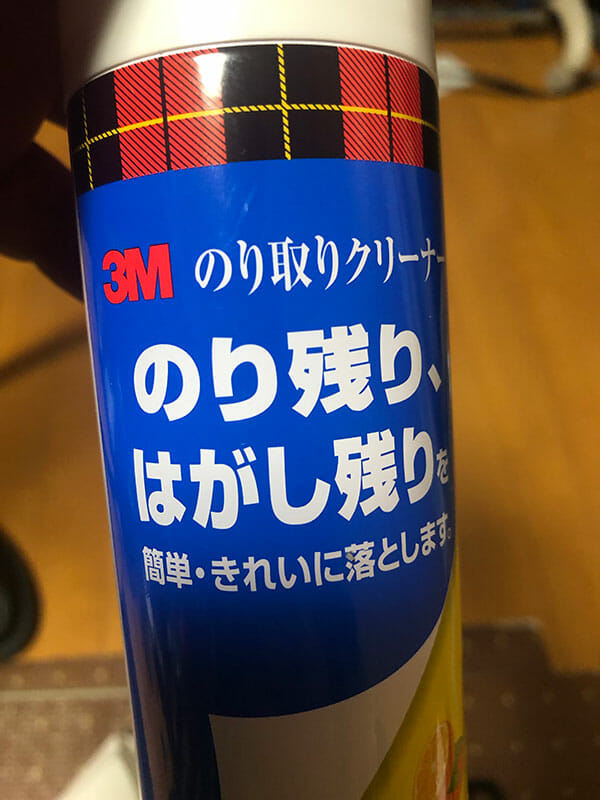 3M のり取りクリーナー
のり残り、
はがし残りを
簡単・きれいに落とします。